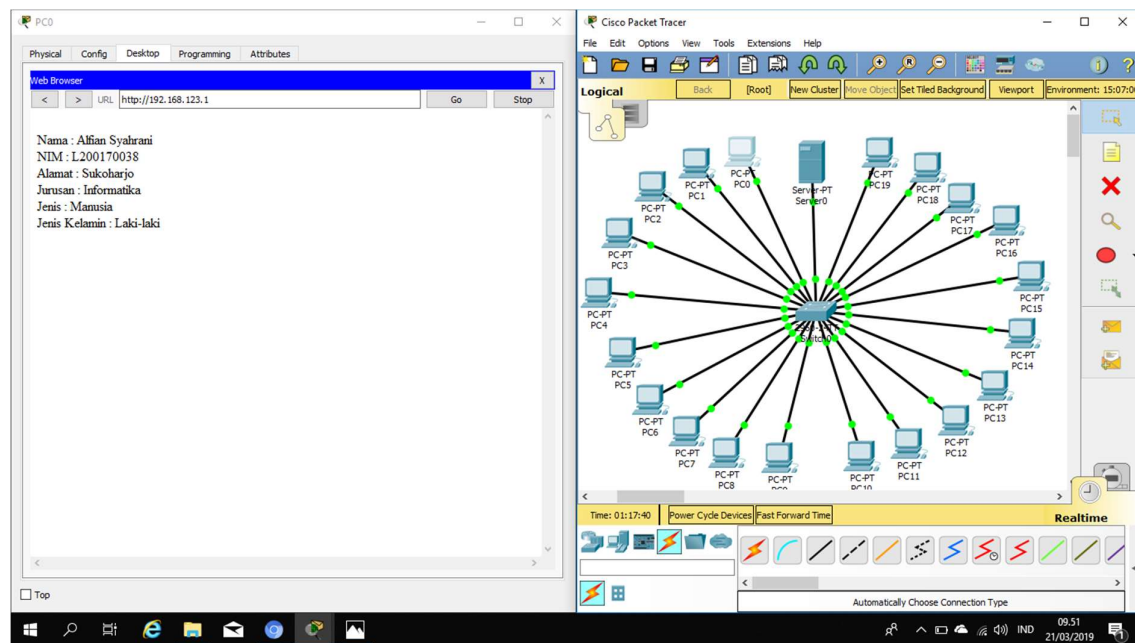 PC0
Physical Config Desktop Programming Attributes
Web Browser X
< > URL http://192.168.123.1 Go Stop
Nama : Alfian Syahrani
NIM : L200170038
Alamat : Sukoharjo
Jurusan : Informatika
Jenis : Manusia
Jenis Kelamin : Laki-laki
Top
Cisco Packet Tracer
File Edit Options View Tools Extensions Help
Logical Back [Root] New Cluster Move Object Set Tiled Background Viewport Environment: 15:07:0
PC-PT
PC0
Server-PT
Server0
PC-PT
PC19
PC-PT
PC1
PC-PT
PC18
PC-PT
PC2
PC-PT
PC17
PC-PT
PC16
PC-PT
PC3
PC-PT
PC15
PC-PT
PC4
Switch0
PC-PT
PC14
PC-PT
PC5
PC-PT
PC13
PC-PT
PC6
PC-PT
PC12
PC-PT
PC7
PC-PT
PC11
PC-PT
PC8
PC-PT
PC9
PC-PT
PC10
Time: 01:17:40 Power Cycle Devices Fast Forward Time Realtime
Automatically Choose Connection Type
IND
09.51
21/03/2019